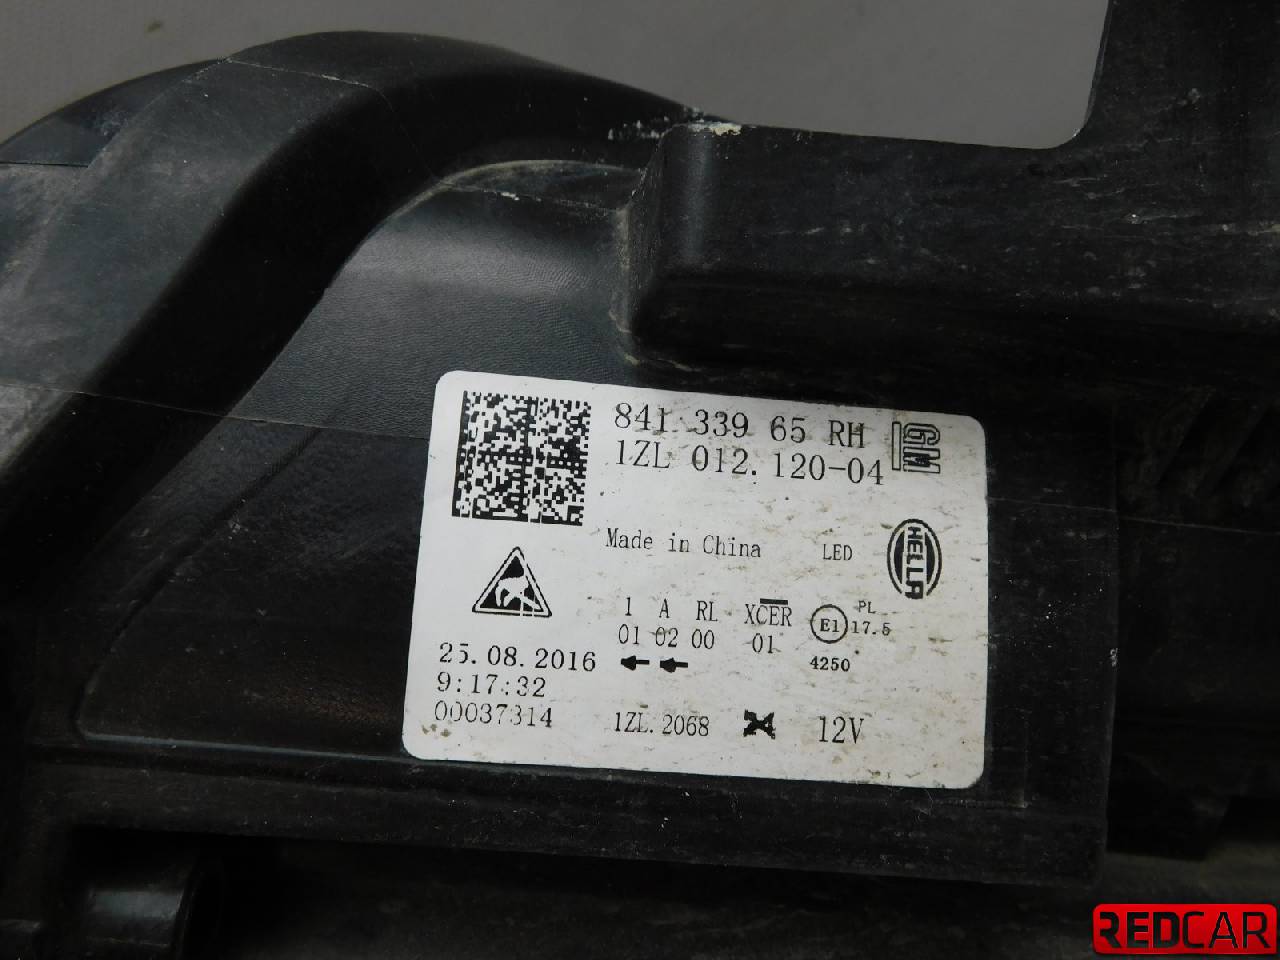 841 339 65 RH GM
1ZL 012.120-04
Made in China LED HELLA
1 A RL XCER E1 PL
01 02 00 01 17.5
4250
25.08.2016
9:17:32
00037314 1ZL.2068 12V
REDCAR